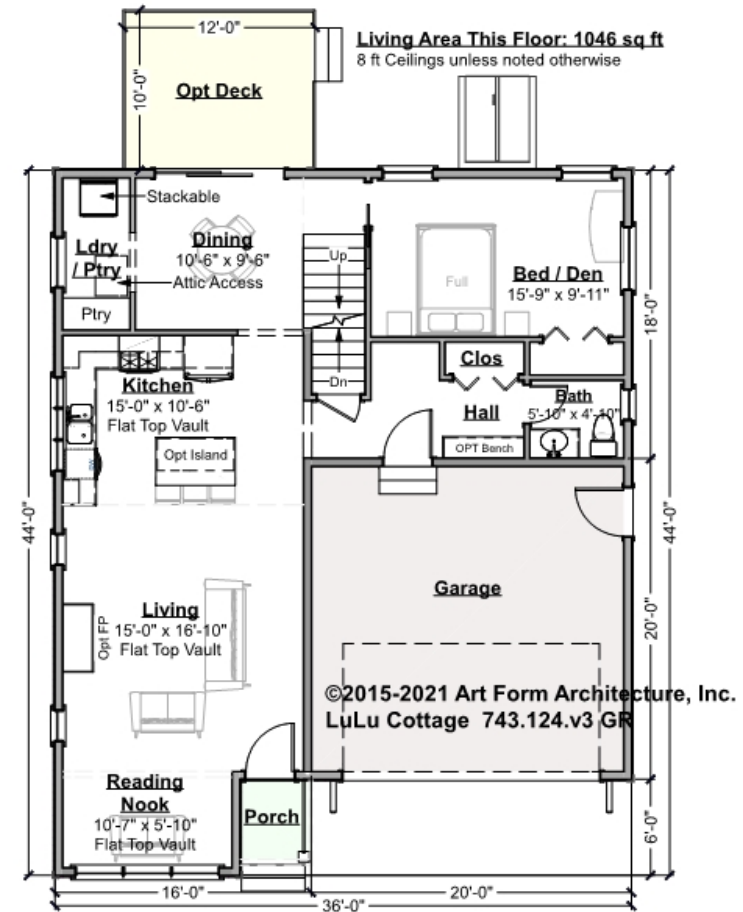 12'-0"
Living Area This Floor: 1046 sq ft
8 ft Ceilings unless noted otherwise
10'-0"
Opt Deck
Stackable
Ldry
/ Ptry
Dining
10'-6" x 9'-6"
Attic Access
Ptry
Up
Full
Bed / Den
15'-9" x 9'-11"
18'-0"
Kitchen
15'-0" x 10'-6"
Flat Top Vault
Dn
Clos
Hall
Bath
5'-10" x 4'-10"
OPT Bench
Opt Island
DW
44'-0"
44'-0"
Garage
Living
15'-0" x 16'-10"
Flat Top Vault
Opt FP
20'-0"
©2015-2021 Art Form Architecture, Inc.
LuLu Cottage 743.124.v3 GR
Reading
Nook
10'-7" x 5'-10"
Flat Top Vault
Porch
6'-0"
16'-0"
20'-0"
36'-0"